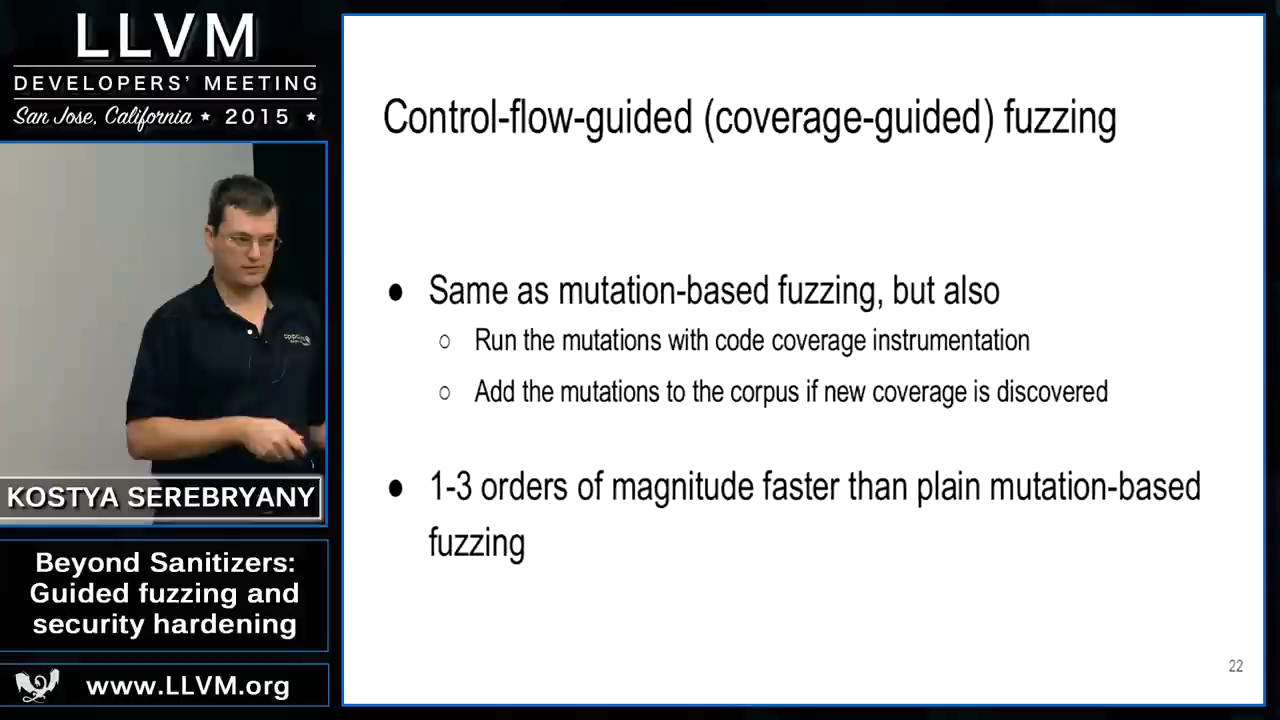 LLVM
DEVELOPERS' MEETING
San Jose, California ★ 2015 ★
KOSTYA SEREBRYANY
Beyond Sanitizers:
Guided fuzzing and
security hardening
www.LLVM.org
Control-flow-guided (coverage-guided) fuzzing
● Same as mutation-based fuzzing, but also
○ Run the mutations with code coverage instrumentation
○ Add the mutations to the corpus if new coverage is discovered
● 1-3 orders of magnitude faster than plain mutation-based
fuzzing
22